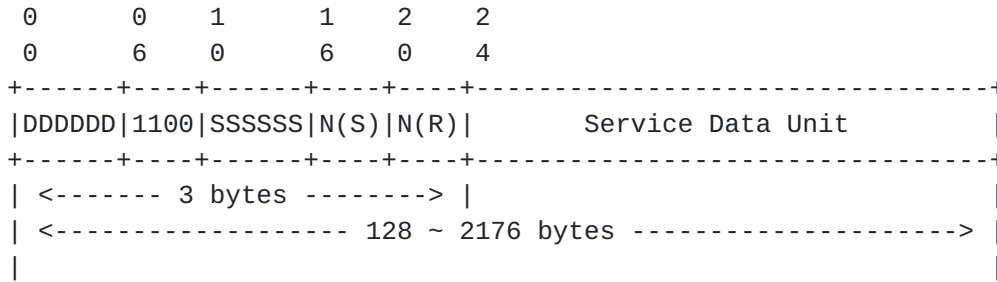 0       0    1       1    2    2
0       6    0       6    0    4
+------+----+------+----+----+---------------------------------+
|DDDDDD|1100|SSSSSS|N(S)|N(R)|       Service Data Unit         |
+------+----+------+----+----+---------------------------------+
| <------- 3 bytes --------> |                                 |
| <------------------- 128 ~ 2176 bytes ---------------------> |
|                                                              |